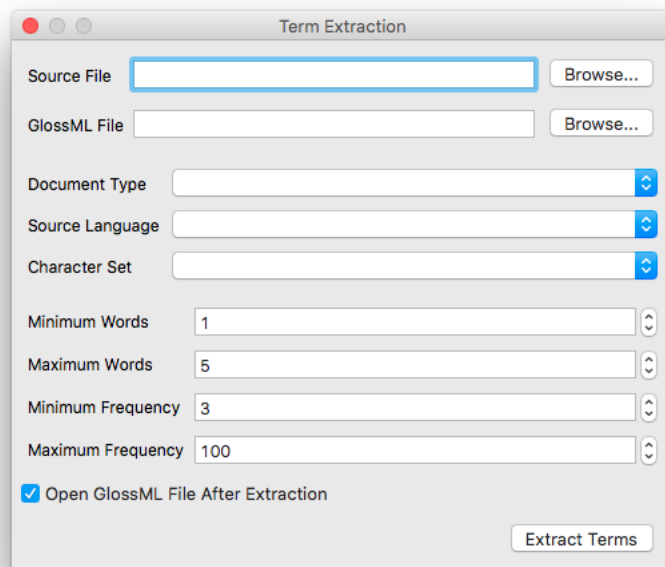 Term Extraction
Source File Browse...
GlossML File Browse...
Document Type
Source Language
Character Set
Minimum Words 1
Maximum Words 5
Minimum Frequency 3
Maximum Frequency 100
Open GlossML File After Extraction
Extract Terms